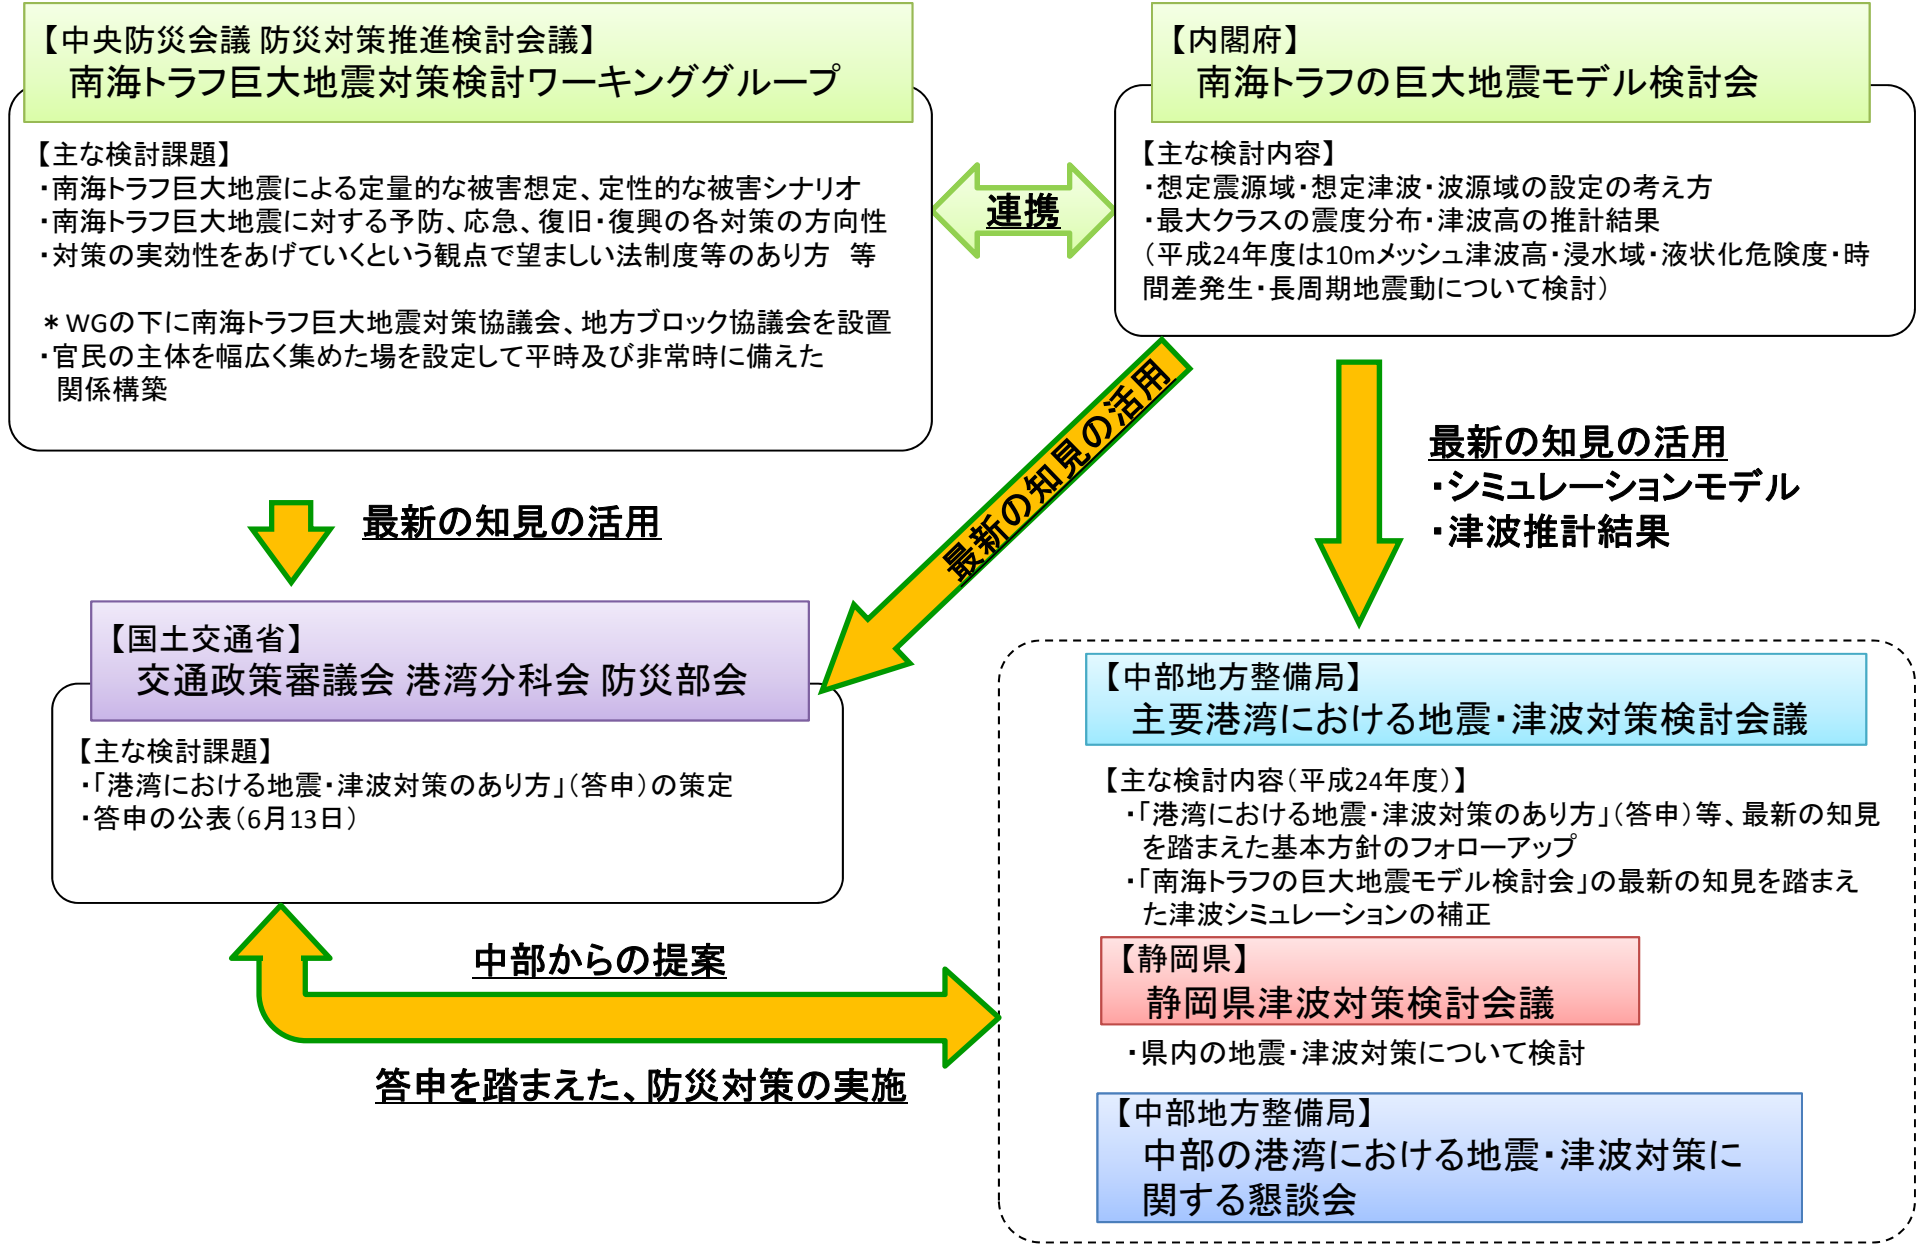 【中央防災会議 防災対策推進検討会議】
南海トラフ巨大地震対策検討ワーキンググループ
【主な検討課題】
・南海トラフ巨大地震による定量的な被害想定、定性的な被害シナリオ
・南海トラフ巨大地震に対する予防、応急、復旧・復興の各対策の方向性
・対策の実効性をあげていくという観点で望ましい法制度等のあり方　等
＊WGの下に南海トラフ巨大地震対策協議会、地方ブロック協議会を設置
・官民の主体を幅広く集めた場を設定して平時及び非常時に備えた
関係構築
連携
【内閣府】
南海トラフの巨大地震モデル検討会
【主な検討内容】
・想定震源域・想定津波・波源域の設定の考え方
・最大クラスの震度分布・津波高の推計結果
（平成24年度は10mメッシュ津波高・浸水域・液状化危険度・時
間差発生・長周期地震動について検討）
最新の知見の活用
最新の知見の活用
最新の知見の活用
・シミュレーションモデル
・津波推計結果
【国土交通省】
交通政策審議会 港湾分科会 防災部会
【主な検討課題】
・「港湾における地震・津波対策のあり方」（答申）の策定
・答申の公表（6月13日）
中部からの提案
答申を踏まえた、防災対策の実施
【中部地方整備局】
主要港湾における地震・津波対策検討会議
【主な検討内容（平成24年度）】
・「港湾における地震・津波対策のあり方」（答申）等、最新の知見
を踏まえた基本方針のフォローアップ
・「南海トラフの巨大地震モデル検討会」の最新の知見を踏まえ
た津波シミュレーションの補正
【静岡県】
静岡県津波対策検討会議
・県内の地震・津波対策について検討
【中部地方整備局】
中部の港湾における地震・津波対策に
関する懇談会